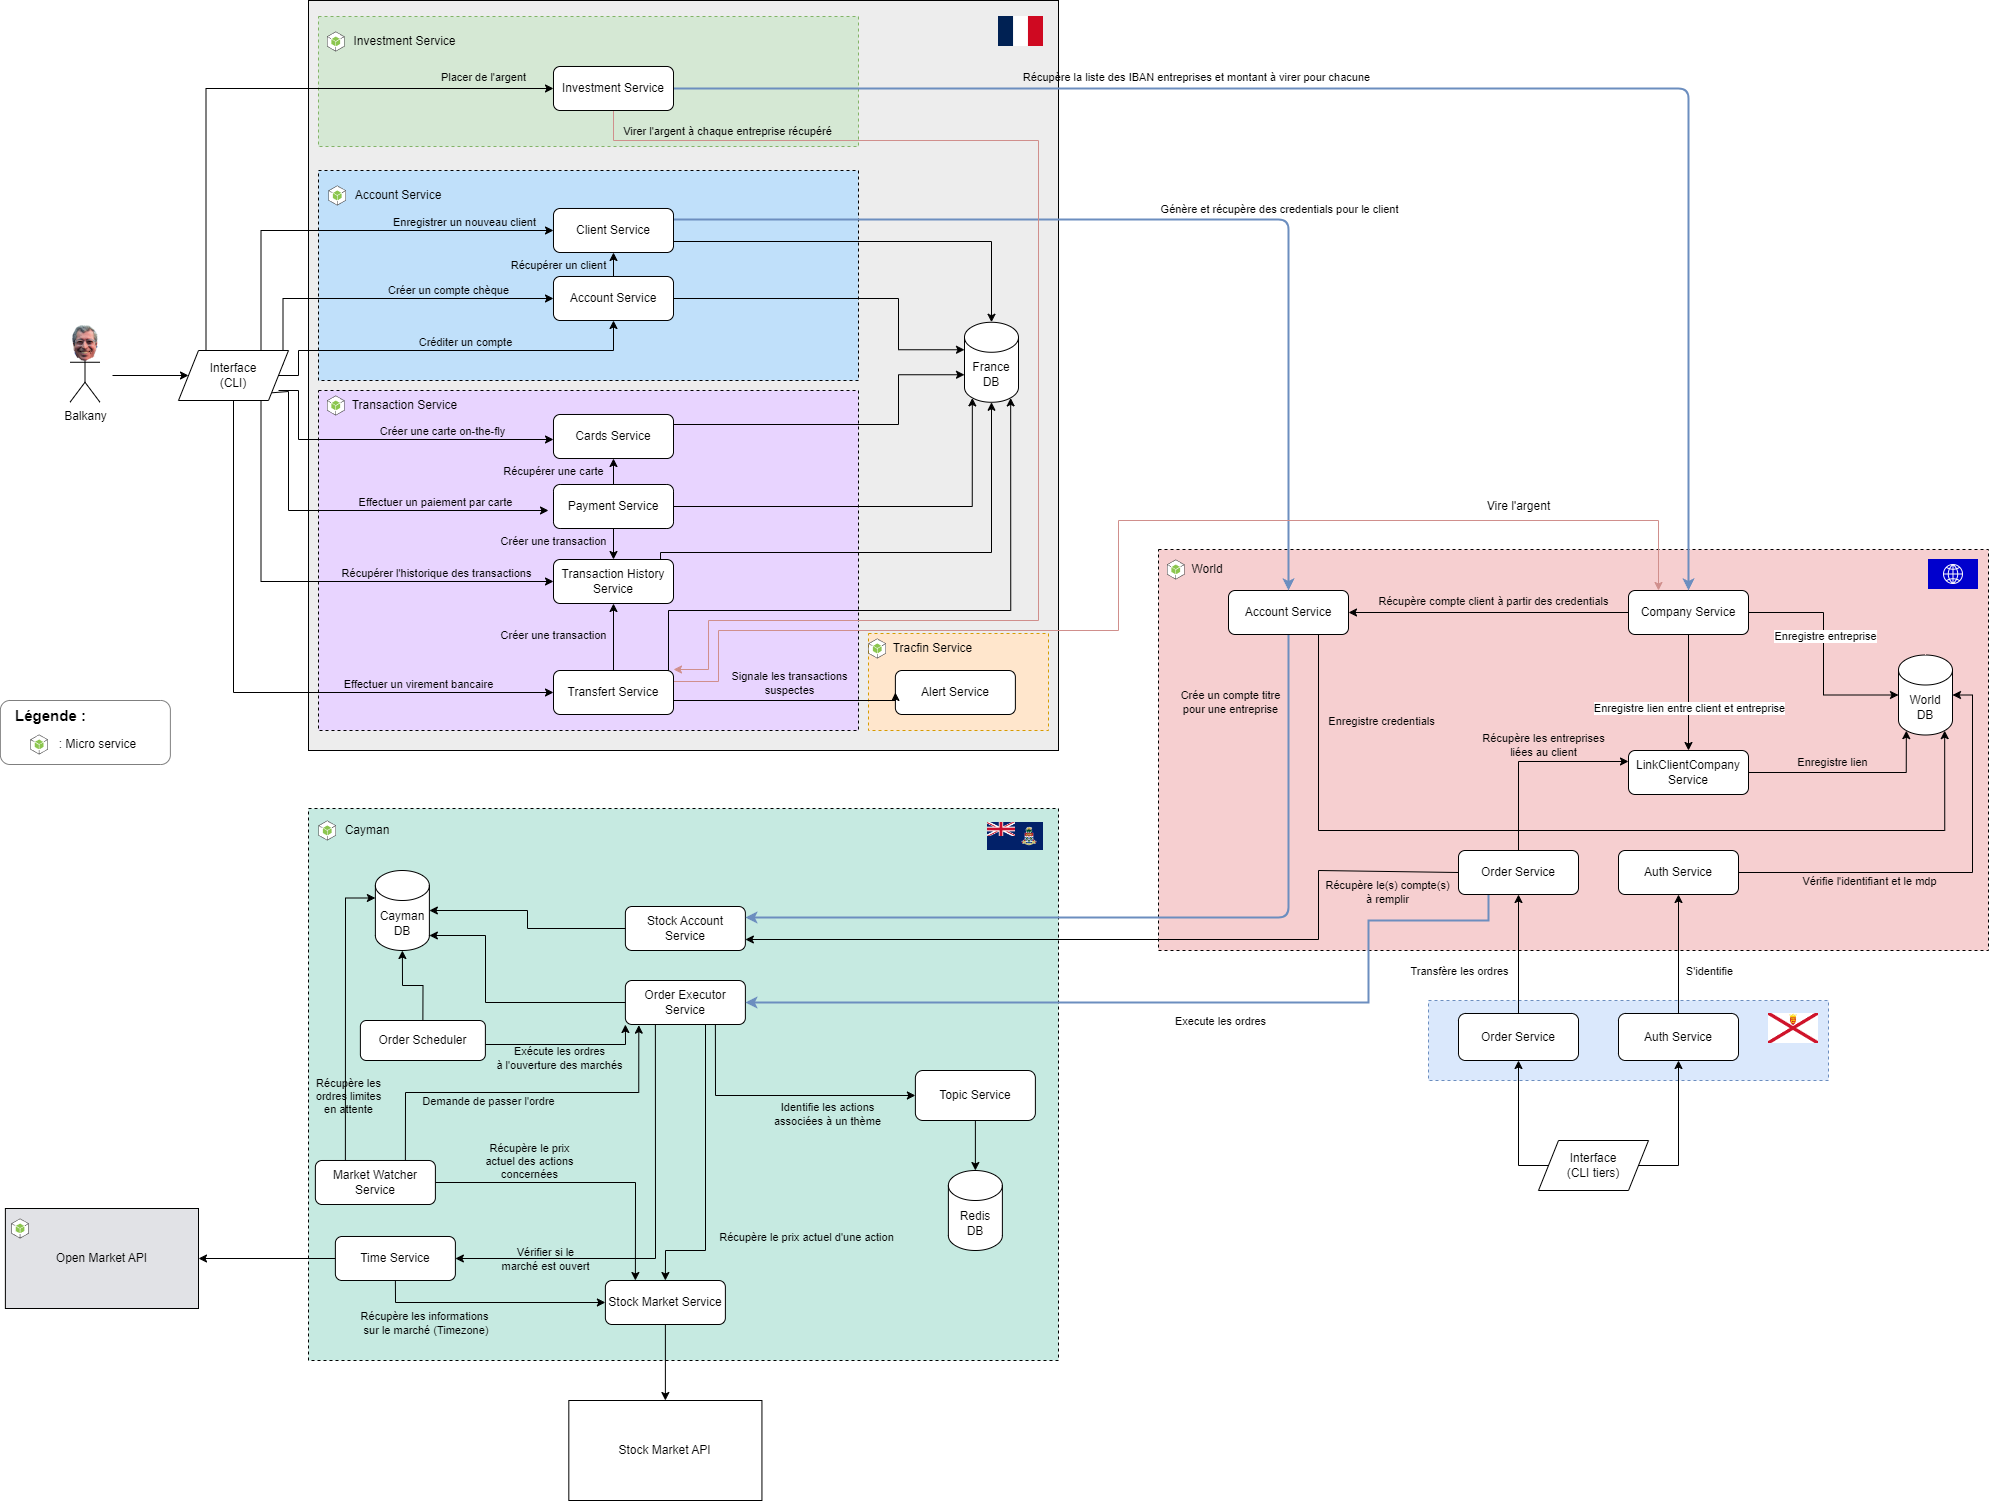 Investment Service
Placer de l'argent
Investment Service
Récupère la liste des IBAN entreprises et montant à virer pour chacune
Virer l'argent à chaque entreprise récupéré
Account Service
Enregistrer un nouveau client
Client Service
Génère et récupère des credentials pour le client
Récupérer un client
Créer un compte chèque
Account Service
Créditer un compte
France
DB
Interface
(CLI)
Balkany
Transaction Service
Créer une carte on-the-fly
Cards Service
Récupérer une carte
Effectuer un paiement par carte
Payment Service
Créer une transaction
Récupérer l'historique des transactions
Transaction History
Service
Créer une transaction
Effectuer un virement bancaire
Transfert Service
Signale les transactions
suspectes
Tracfin Service
Alert Service
Légende :
: Micro service
Vire l'argent
World
Account Service
Récupère compte client à partir des credentials
Company Service
Enregistre entreprise
Crée un compte titre
pour une entreprise
Enregistre credentials
Enregistre lien entre client et entreprise
World
DB
Récupère les entreprises
liées au client
LinkClientCompany
Service
Enregistre lien
Order Service
Auth Service
Récupère le(s) compte(s)
à remplir
Vérifie l'identifiant et le mdp
Transfère les ordres
S'identifie
Order Service
Auth Service
Interface
(CLI tiers)
Execute les ordres
Cayman
Cayman
DB
Stock Account
Service
Order Executor
Service
Order Scheduler
Exécute les ordres
à l'ouverture des marchés
Récupère les
ordres limites
en attente
Demande de passer l'ordre
Identifie les actions
associées à un thème
Topic Service
Récupère le prix
actuel des actions
concernées
Market Watcher
Service
Redis
DB
Récupère le prix actuel d'une action
Time Service
Vérifier si le
marché est ouvert
Open Market API
Stock Market Service
Récupère les informations
sur le marché (Timezone)
Stock Market API